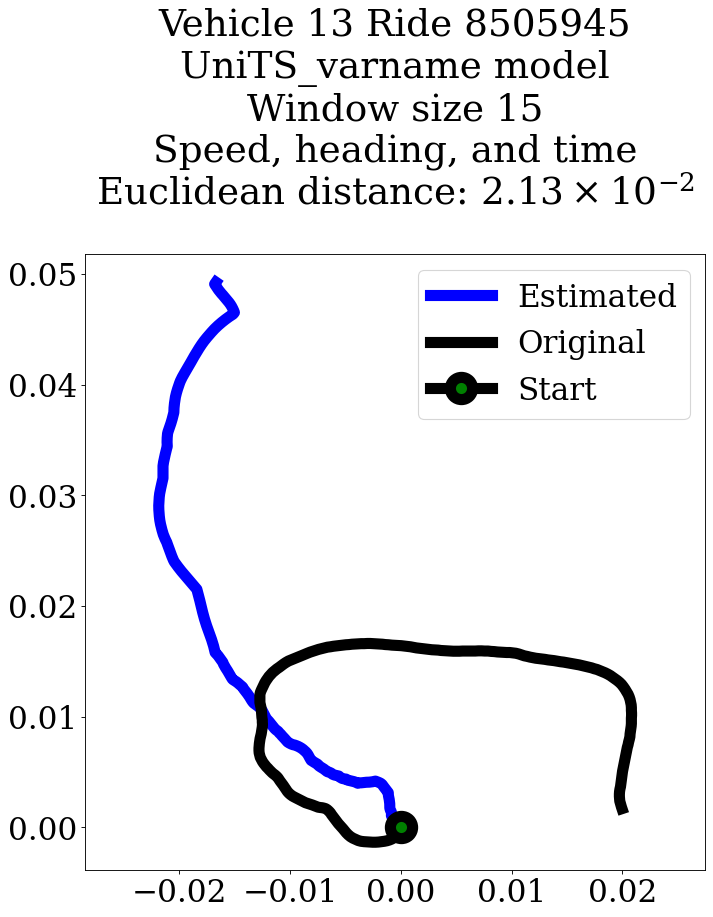 Vehicle 13 Ride 8505945
UniTS_varname model
Window size 15
Speed, heading, and time
Euclidean distance: 2.13 × 10⁻²
Estimated
Original
Start
0.05
0.04
0.03
0.02
0.01
0.00
−0.02 −0.01 0.00 0.01 0.02